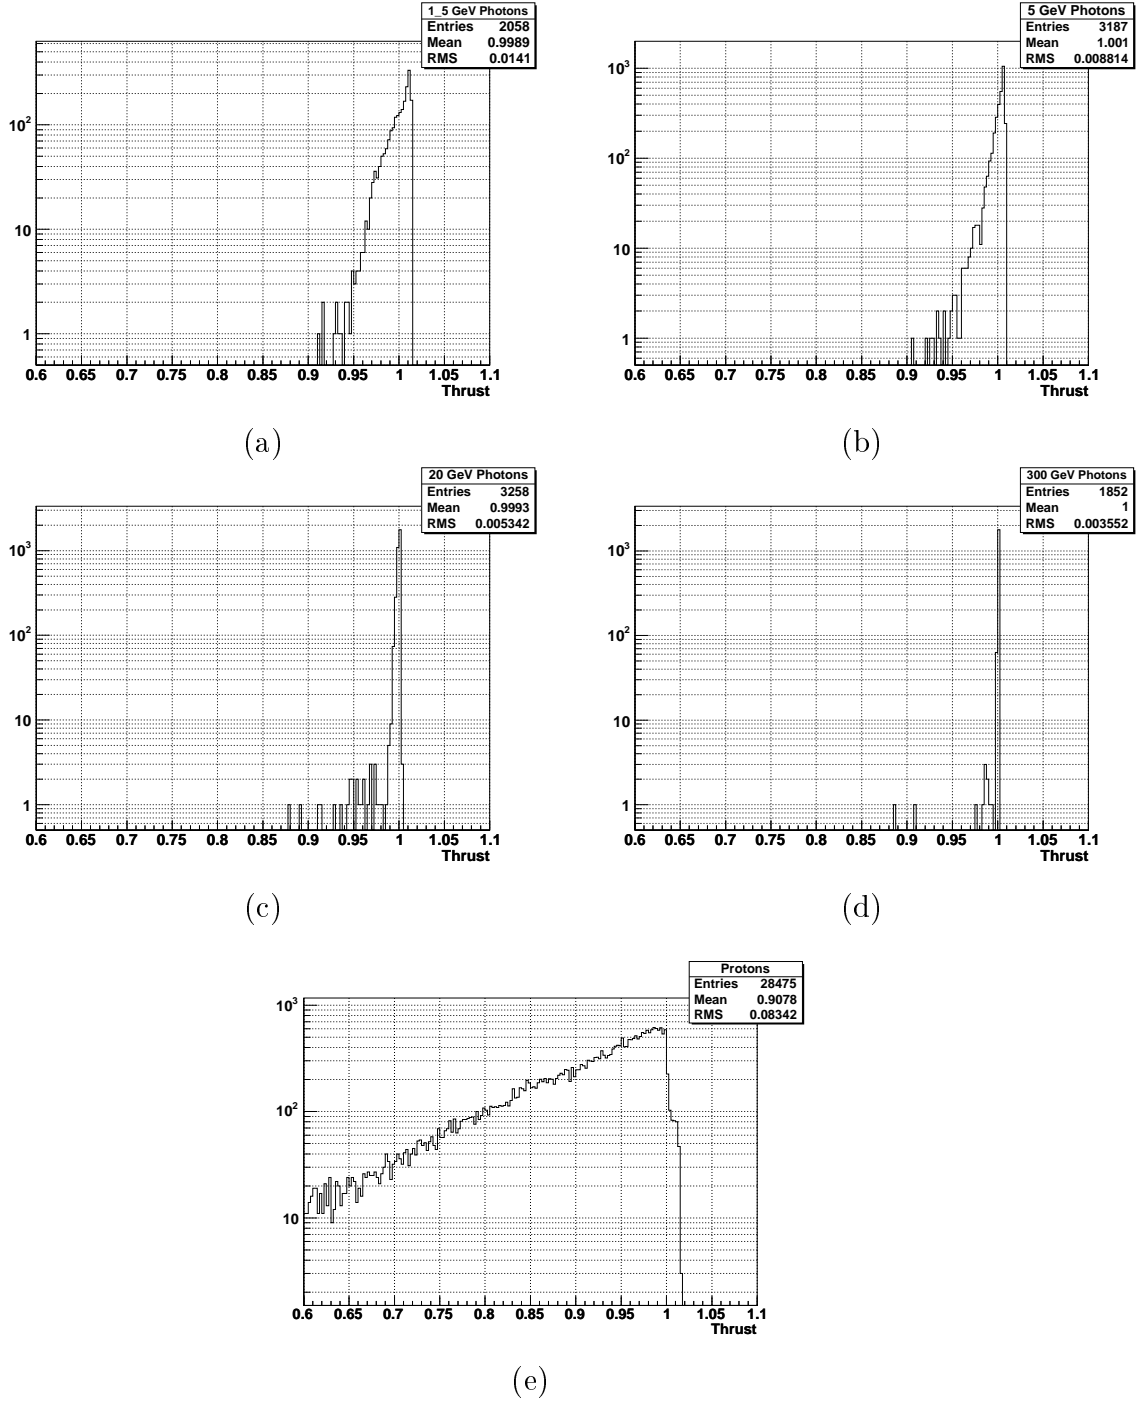 1_5 GeV Photons
Entries 2058
Mean 0.9989
RMS 0.0141
10²
10
1
0.6 0.65 0.7 0.75 0.8 0.85 0.9 0.95 1 1.05 1.1
Thrust
(a)
5 GeV Photons
Entries 3187
Mean 1.001
RMS 0.008814
10³
10²
10
1
0.6 0.65 0.7 0.75 0.8 0.85 0.9 0.95 1 1.05 1.1
Thrust
(b)
20 GeV Photons
Entries 3258
Mean 0.9993
RMS 0.005342
10³
10²
10
1
0.6 0.65 0.7 0.75 0.8 0.85 0.9 0.95 1 1.05 1.1
Thrust
(c)
300 GeV Photons
Entries 1852
Mean 1
RMS 0.003552
10³
10²
10
1
0.6 0.65 0.7 0.75 0.8 0.85 0.9 0.95 1 1.05 1.1
Thrust
(d)
Protons
Entries 28475
Mean 0.9078
RMS 0.08342
10³
10²
10
0.6 0.65 0.7 0.75 0.8 0.85 0.9 0.95 1 1.05 1.1
Thrust
(e)